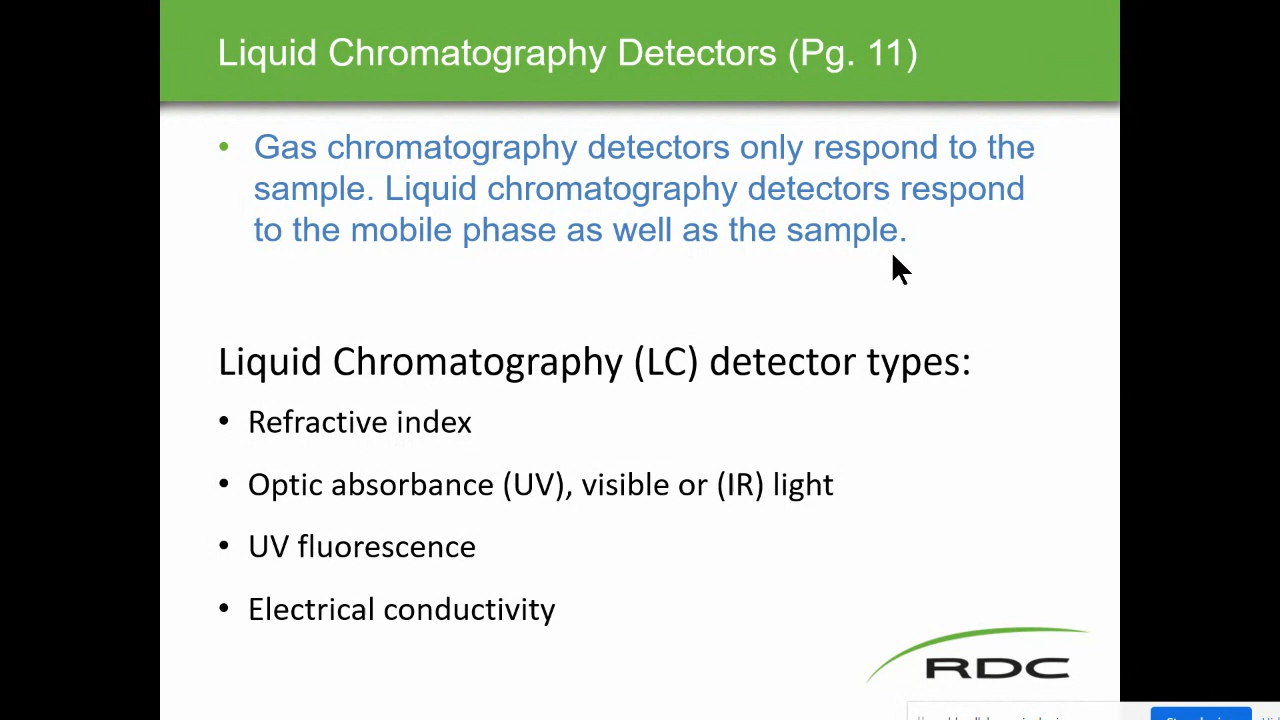 Liquid Chromatography Detectors (Pg. 11)
• Gas chromatography detectors only respond to the
sample. Liquid chromatography detectors respond
to the mobile phase as well as the sample.
Liquid Chromatography (LC) detector types:
• Refractive index
• Optic absorbance (UV), visible or (IR) light
• UV fluorescence
• Electrical conductivity
RDC